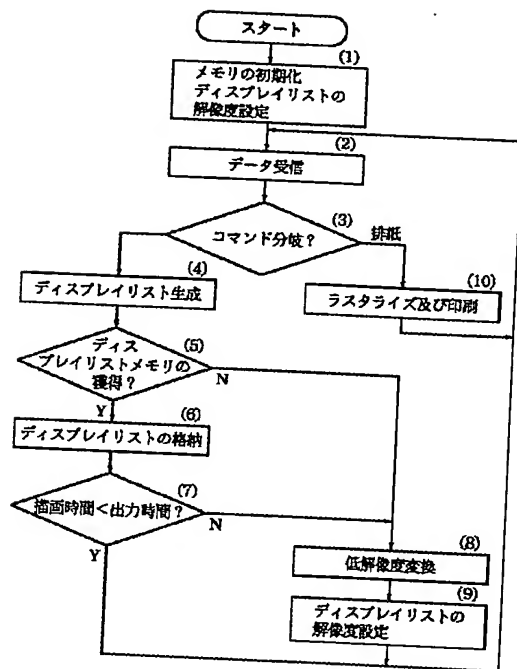 スタート
(1)
メモリの初期化
ディスプレイリストの
解像度設定
(2)
データ受信
(3)
コマンド分岐？
排紙
(4)
ディスプレイリスト生成
(10)
ラスタライズ及び印刷
(5)
ディス
プレイリストメモリの
獲得？
N
Y
(6)
ディスプレイリストの格納
(7)
描画時間＜出力時間？
N
Y
(8)
低解像度変換
(9)
ディスプレイリストの
解像度設定